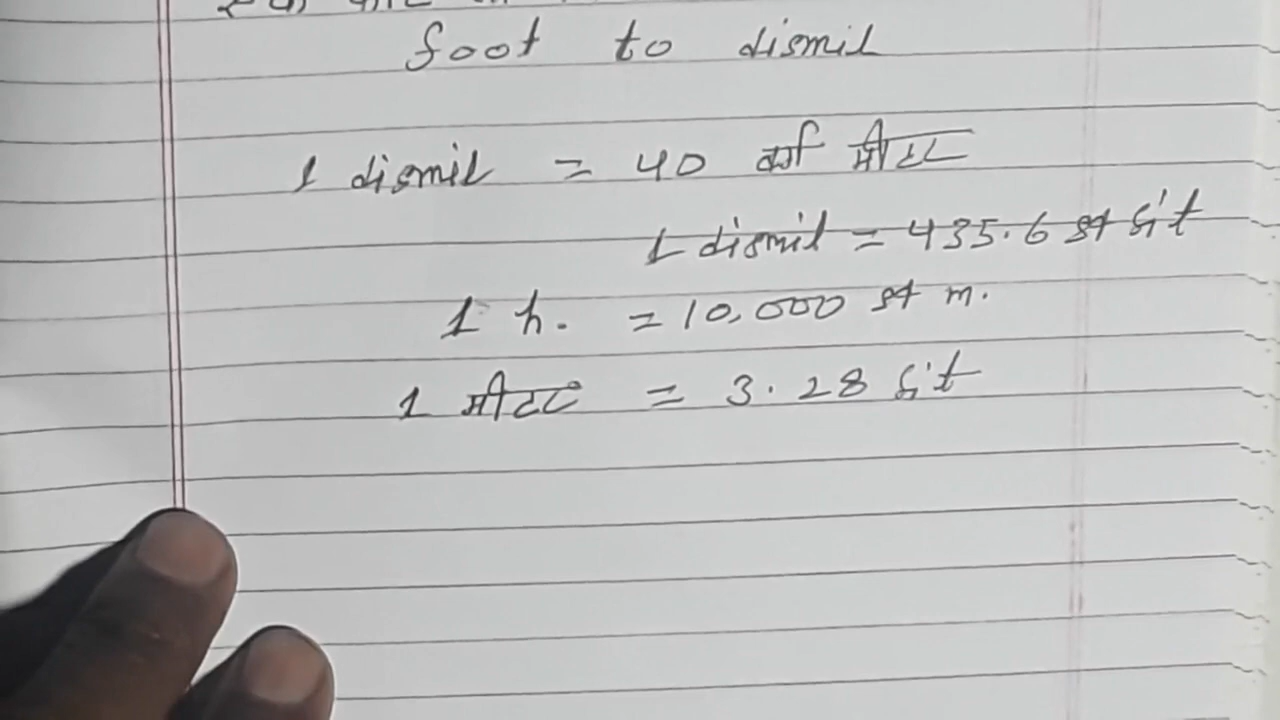 foot to dismil
1 dismil = 40 वर्ग मीटर
1 dismil = 435.6 sq fit
1 h. = 10,000 sq m.
1 मीटर = 3.28 fit